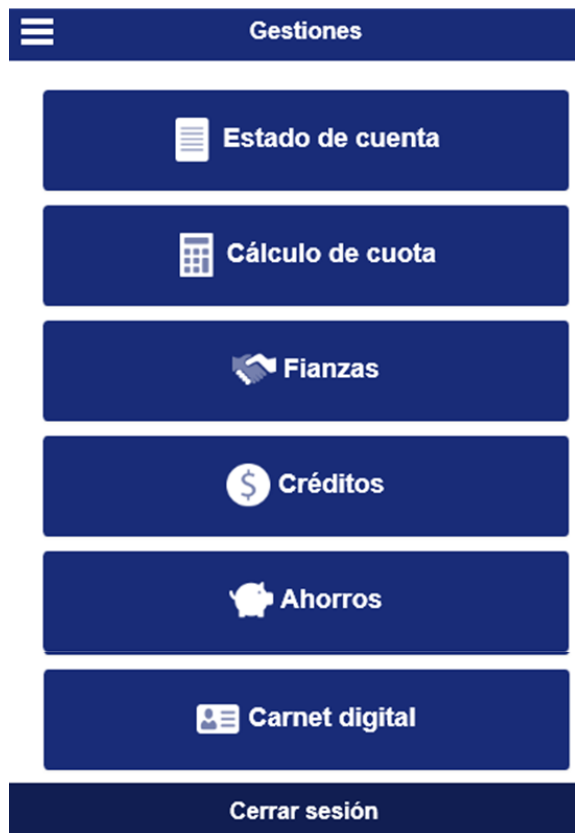 Gestiones
Estado de cuenta
Cálculo de cuota
Fianzas
$ Créditos
Ahorros
Carnet digital
Cerrar sesión